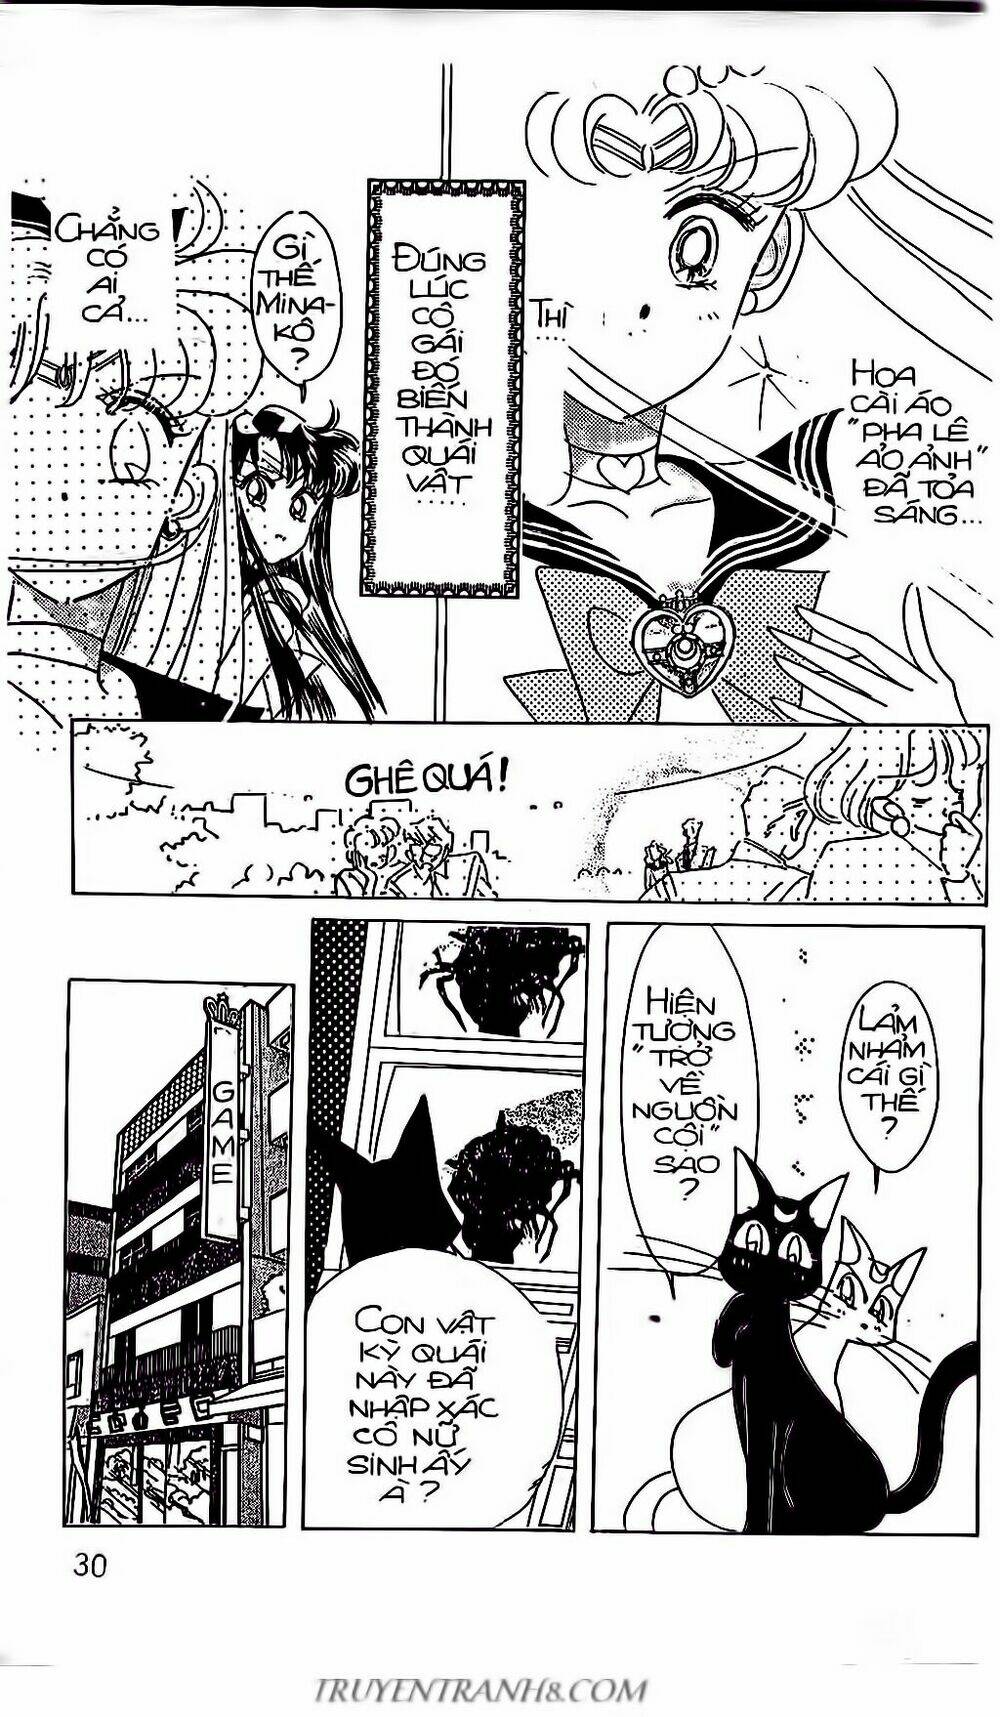 HOA
CÀI ÁO
"PHA LÊ
ẢO ẢNH"
ĐÃ TỎA
SÁNG...
THÌ
....
ĐÚNG
LÚC
CÔ
GÁI
ĐÓ
BIẾN
THÀNH
QUÁI
VẬT
....
GÌ
THẾ
MINA-
KÔ
?
CHẲNG
CÓ
AI
CẢ...
GHÊ QUÁ!
LẢM
NHẢM
CÁI GÌ
THẾ
?
HIỆN
TƯỢNG
"TRỞ
VỀ
NGUỒN
CỘI"
SAO
?
CON VẬT
KỲ QUÁI
NÀY ĐÃ
NHẬP XÁC
CÔ NỮ
SINH ẤY
À?
GAME
30
TRUYENTRANH8.COM